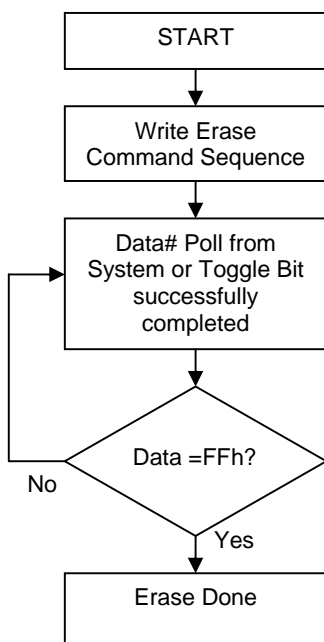 START
Write Erase
Command Sequence
Data# Poll from
System or Toggle Bit
successfully
completed
Data =FFh?
No
Yes
Erase Done